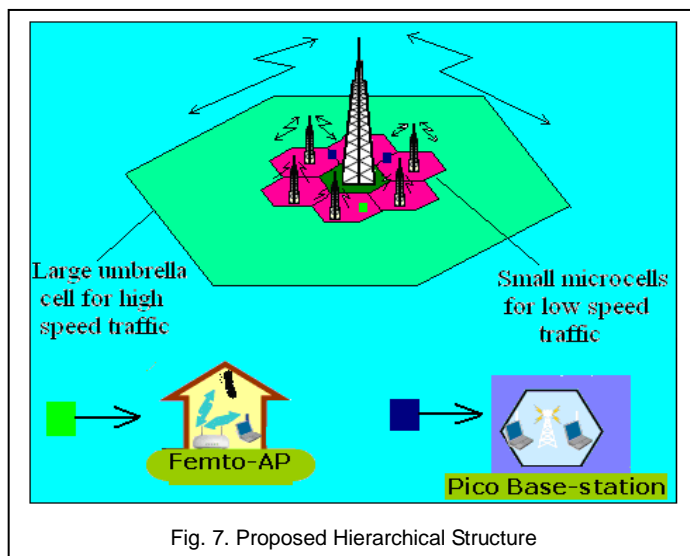 Large umbrella
cell for high
speed traffic
Small microcells
for low speed
traffic
Femto-AP
Pico Base-station
Fig. 7. Proposed Hierarchical Structure